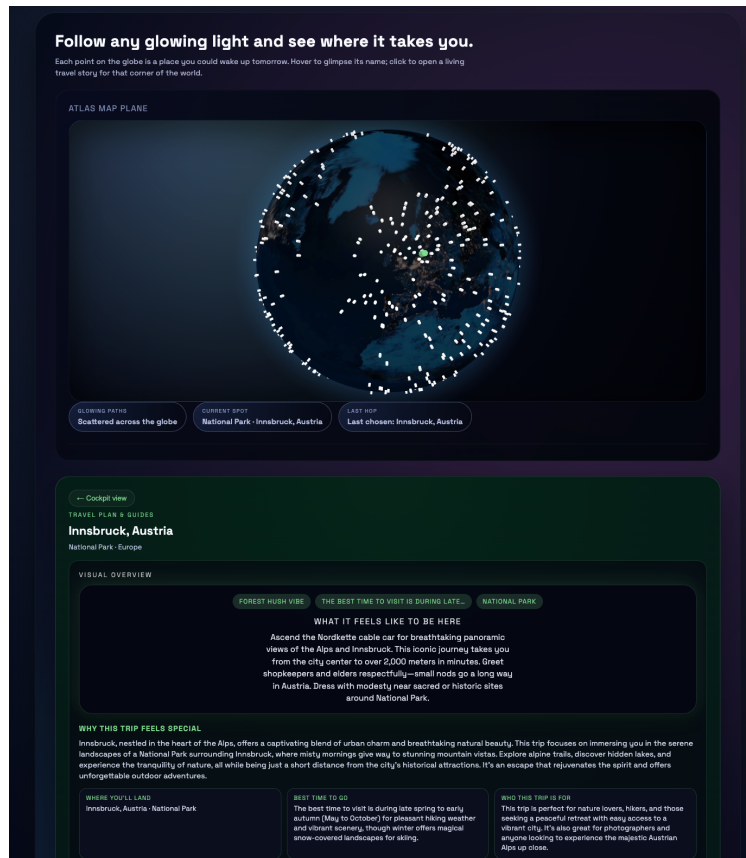 Follow any glowing light and see where it takes you.
Each point on the globe is a place you could wake up tomorrow. Hover to glimpse its name; click to open a living
travel story for that corner of the world.
ATLAS MAP PLANE
GLOWING PATHS
Scattered across the globe
CURRENT SPOT
National Park · Innsbruck, Austria
LAST HOP
Last chosen: Innsbruck, Austria
← Cockpit view
TRAVEL PLAN & GUIDES
Innsbruck, Austria
National Park · Europe
VISUAL OVERVIEW
FOREST HUSH VIBE
THE BEST TIME TO VISIT IS DURING LATE…
NATIONAL PARK
WHAT IT FEELS LIKE TO BE HERE
Ascend the Nordkette cable car for breathtaking panoramic
views of the Alps and Innsbruck. This iconic journey takes you
from the city center to over 2,000 meters in minutes. Greet
shopkeepers and elders respectfully—small nods go a long way
in Austria. Dress with modesty near sacred or historic sites
around National Park.
WHY THIS TRIP FEELS SPECIAL
Innsbruck, nestled in the heart of the Alps, offers a captivating blend of urban charm and breathtaking natural beauty. This trip focuses on immersing you in the serene
landscapes of a National Park surrounding Innsbruck, where misty mornings give way to stunning mountain vistas. Explore alpine trails, discover hidden lakes, and
experience the tranquility of nature, all while being just a short distance from the city's historical attractions. It's an escape that rejuvenates the spirit and offers
unforgettable outdoor adventures.
WHERE YOU'LL LAND
Innsbruck, Austria · National Park
BEST TIME TO GO
The best time to visit is during late spring to early
autumn (May to October) for pleasant hiking weather
and vibrant scenery, though winter offers magical
snow-covered landscapes for skiing.
WHO THIS TRIP IS FOR
This trip is perfect for nature lovers, hikers, and those
seeking a peaceful retreat with easy access to a
vibrant city. It's also great for photographers and
anyone looking to experience the majestic Austrian
Alps up close.